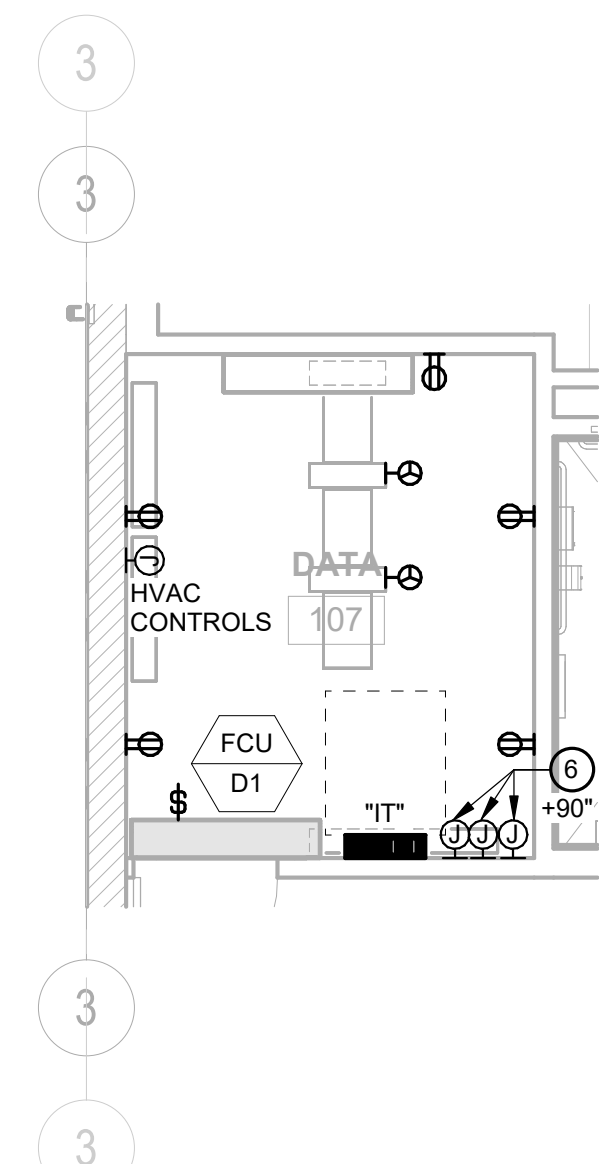 3
3
DATA
107
HVAC
CONTROLS
J
FCU
D1
$
"IT"
J J J
6
+90"
3
3